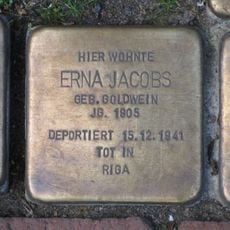 HIER WOHNTE
ERNA JACOBS
GEB. GOLDWEIN
JG. 1905
DEPORTIERT 15.12.1941
TOT IN
RIGA